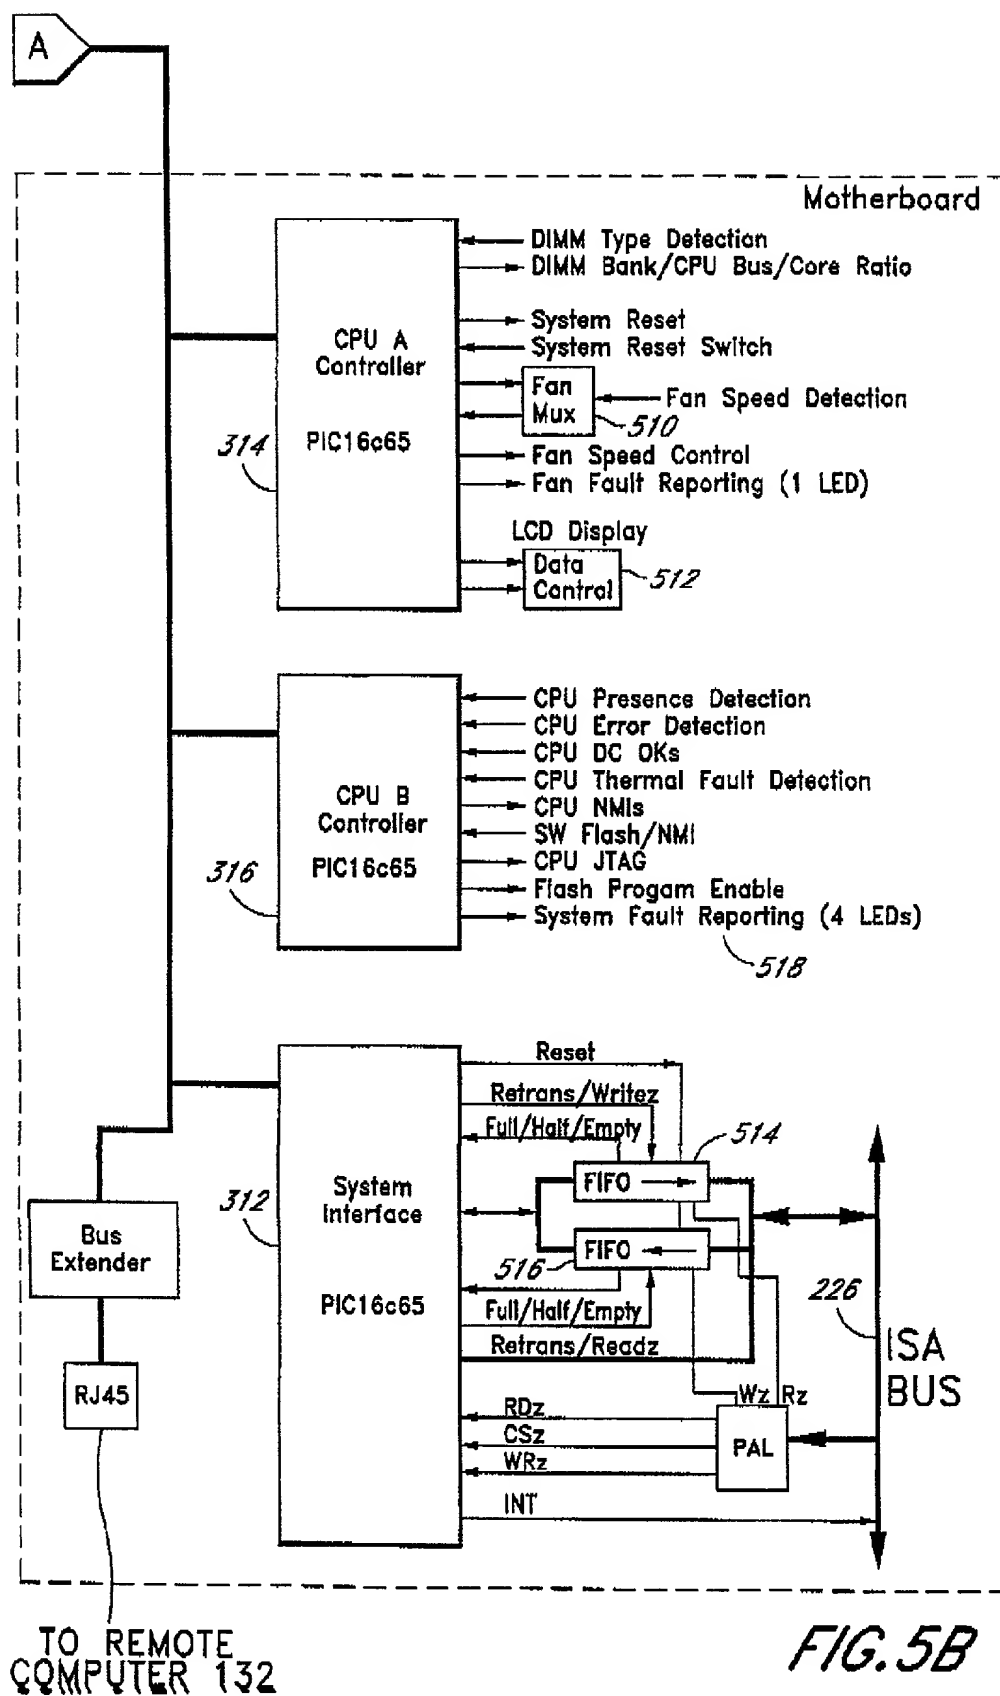 A
Motherboard
CPU A
Controller
PIC16c65
314
DIMM Type Detection
DIMM Bank/CPU Bus/Core Ratio
System Reset
System Reset Switch
Fan
Mux
Fan Speed Detection
510
Fan Speed Control
Fan Fault Reporting (1 LED)
LCD Display
Data
Control
512
CPU B
Controller
PIC16c65
316
CPU Presence Detection
CPU Error Detection
CPU DC OKs
CPU Thermal Fault Detection
CPU NMIs
SW Flash/NMI
CPU JTAG
Flash Progam Enable
System Fault Reporting (4 LEDs)
518
System
Interface
PIC16c65
312
Reset
Retrans/Writez
Full/Half/Empty
514
FIFO
FIFO
516
Full/Half/Empty
Retrans/Readz
Wz Rz
RDz
CSz
WRz
PAL
INT
226
ISA
BUS
Bus
Extender
RJ45
TO REMOTE
COMPUTER 132
FIG. 5B